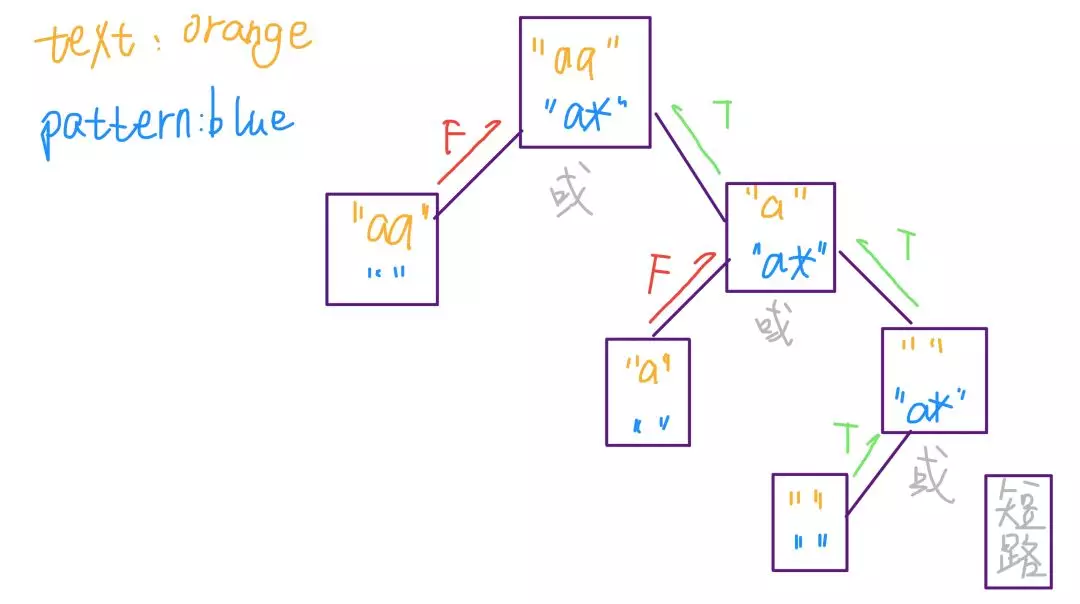 text: orange
pattern:blue
"aa"
"a*"
F
T
或
"aa"
""
"a"
"a*"
F
T
或
"a"
" "
" "
"a*"
T
或
" "
" "
短
路